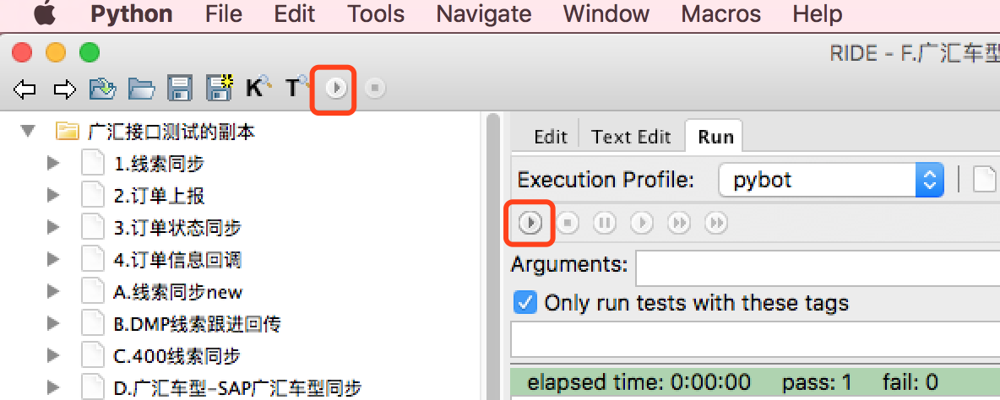 Python File Edit Tools Navigate Window Macros Help
RIDE - F.广汇车型
K T
广汇接口测试的副本
1.线索同步
2.订单上报
3.订单状态同步
4.订单信息回调
A.线索同步new
B.DMP线索跟进回传
C.400线索同步
D.广汇车型-SAP广汇车型同步
Edit Text Edit Run
Execution Profile: pybot
Arguments:
Only run tests with these tags
elapsed time: 0:00:00 pass: 1 fail: 0